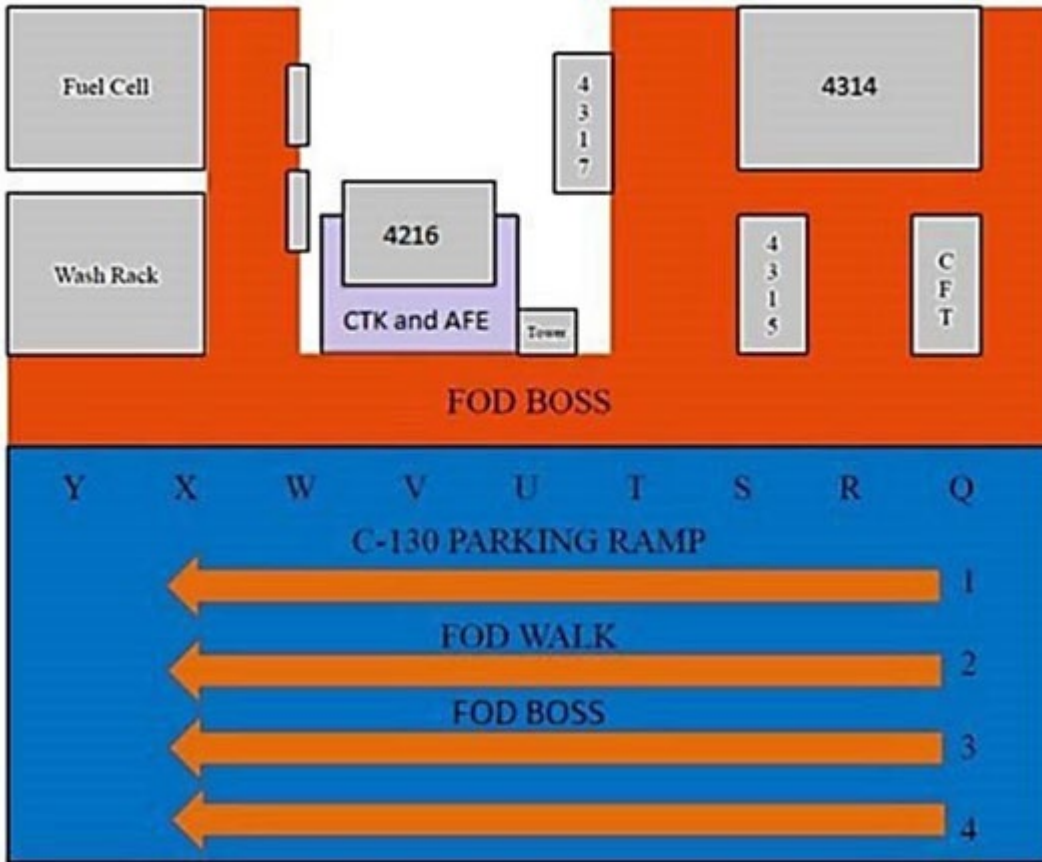 Fuel Cell
4317
4314
Wash Rack
4216
4315
CFT
CTK and AFE
Tower
FOD BOSS
Y X W V U T S R Q
C-130 PARKING RAMP
1
FOD WALK
2
FOD BOSS
3
4